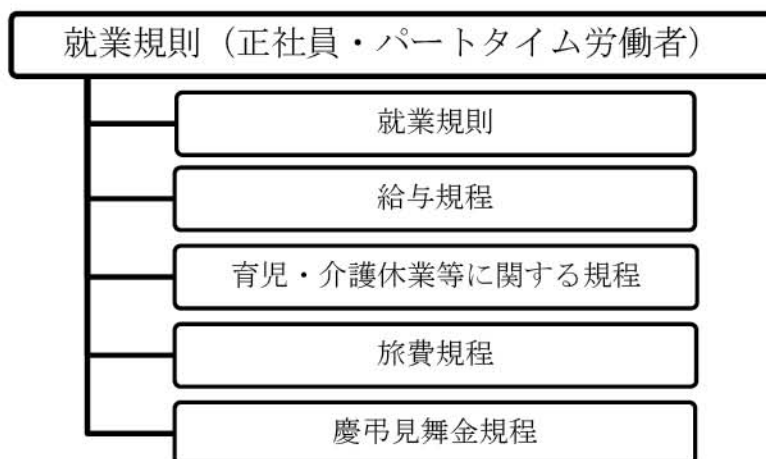 就業規則（正社員・パートタイム労働者）
就業規則
給与規程
育児・介護休業等に関する規程
旅費規程
慶弔見舞金規程